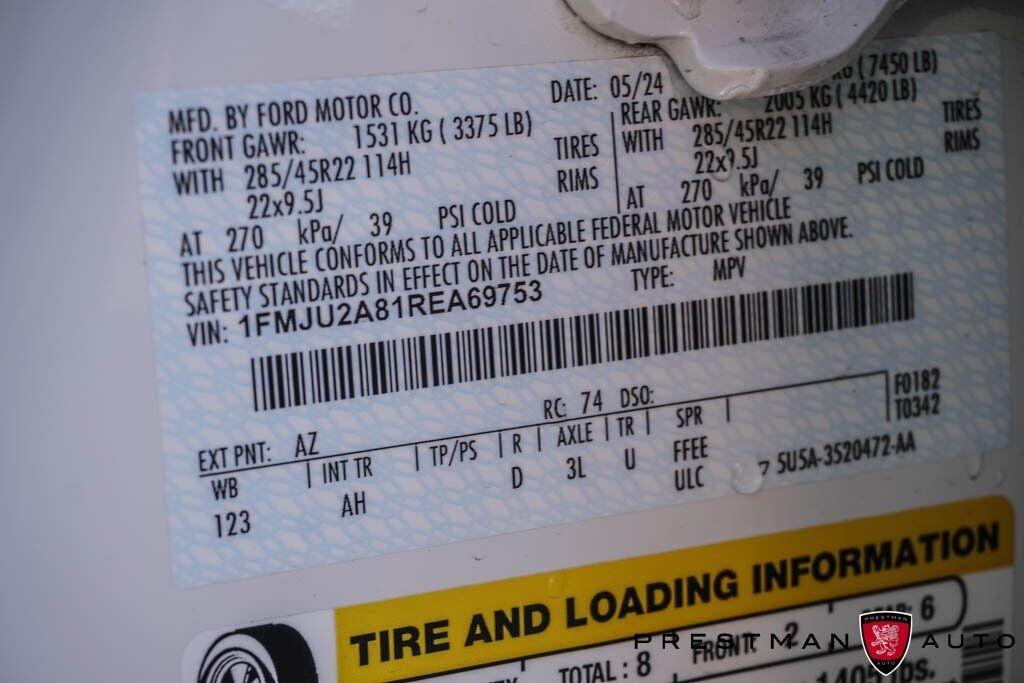 MFD. BY FORD MOTOR CO.
DATE: 05/24
KG ( 7450 LB)
FRONT GAWR: 1531 KG ( 3375 LB)
REAR GAWR: 2005 KG ( 4420 LB)
WITH 285/45R22 114H TIRES
WITH 285/45R22 114H TIRES
22x9.5J RIMS
22x9.5J RIMS
AT 270 kPa/ 39 PSI COLD
AT 270 kPa/ 39 PSI COLD
THIS VEHICLE CONFORMS TO ALL APPLICABLE FEDERAL MOTOR VEHICLE
SAFETY STANDARDS IN EFFECT ON THE DATE OF MANUFACTURE SHOWN ABOVE.
VIN: 1FMJU2A81REA69753
TYPE: MPV
F0182
T0342
EXT PNT: AZ RC: 74 DSO:
WB INT TR TP/PS R AXLE TR SPR
123 AH D 3L U FFEE
ULC
5U5A-3520472-AA
TIRE AND LOADING INFORMATION
TOTAL : 8 FRONT: 2 6
PRESTMAN AUTO
PRESTMAN
AUTO